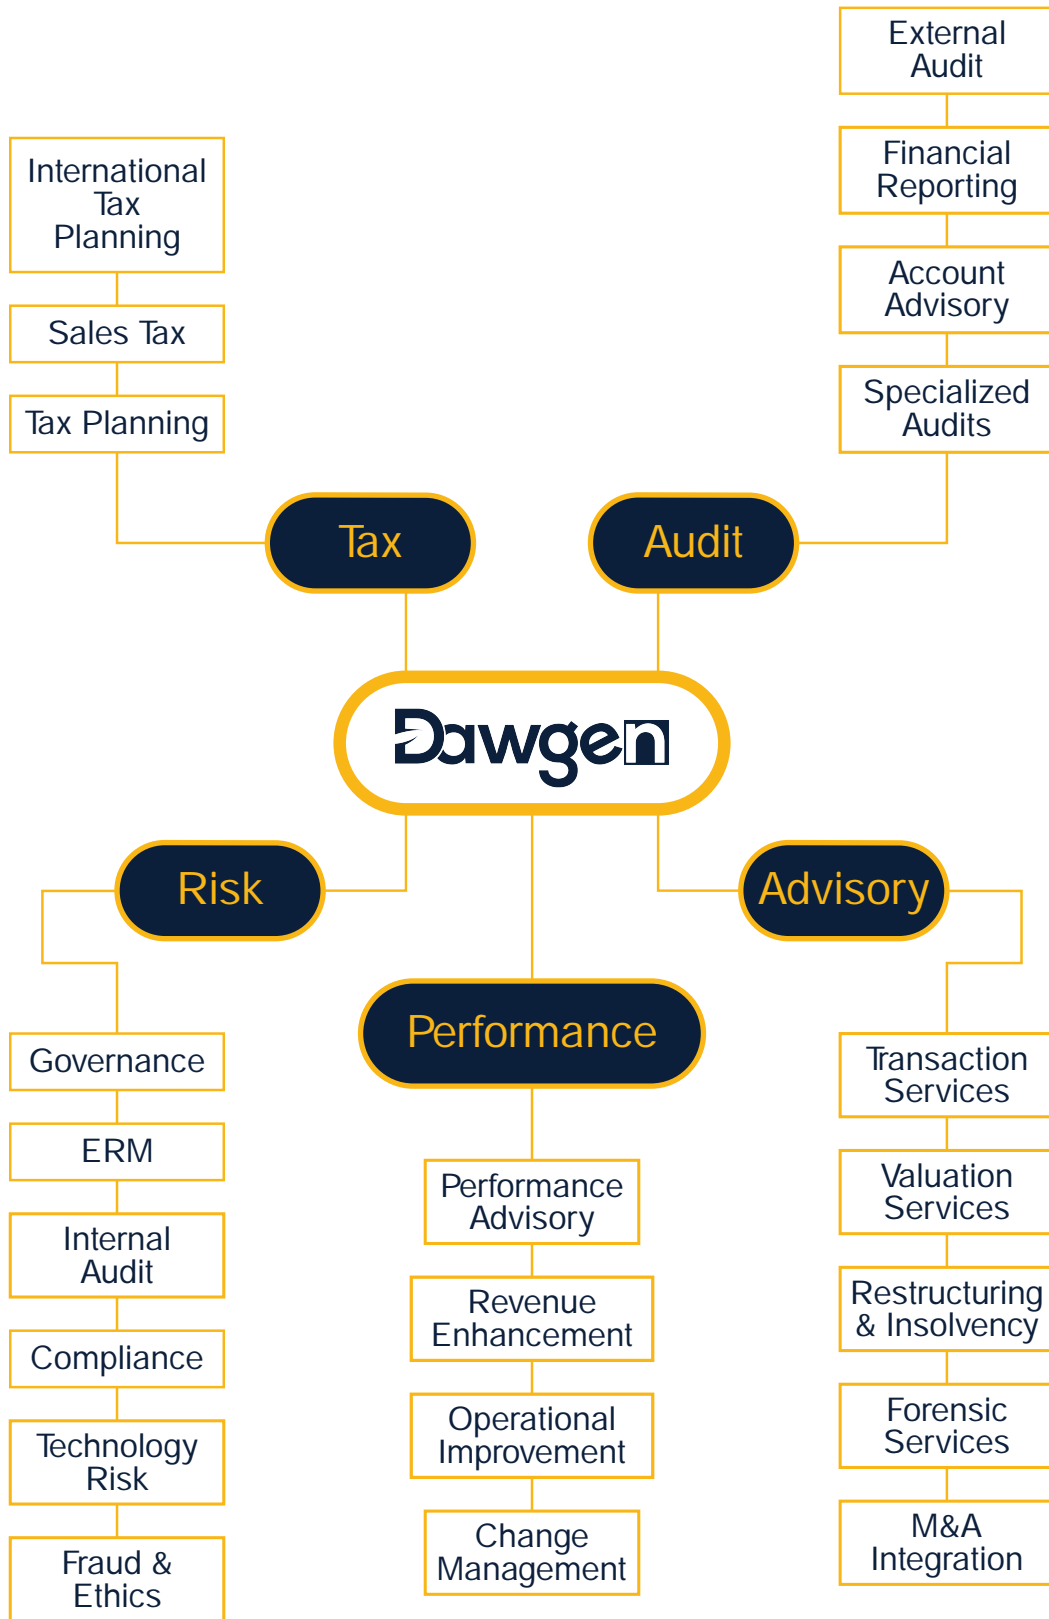 External
Audit
Financial
Reporting
Account
Advisory
Specialized
Audits
International
Tax
Planning
Sales Tax
Tax Planning
Tax
Audit
Dawgen
Risk
Advisory
Performance
Governance
ERM
Internal
Audit
Compliance
Technology
Risk
Fraud &
Ethics
Performance
Advisory
Revenue
Enhancement
Operational
Improvement
Change
Management
Transaction
Services
Valuation
Services
Restructuring
& Insolvency
Forensic
Services
M&A
Integration